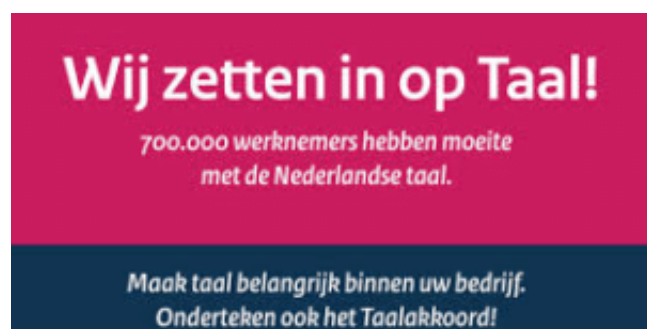 Wij zetten in op Taal!
700.000 werknemers hebben moeite
met de Nederlandse taal.
Maak taal belangrijk binnen uw bedrijf.
Onderteken ook het Taalakkoord!